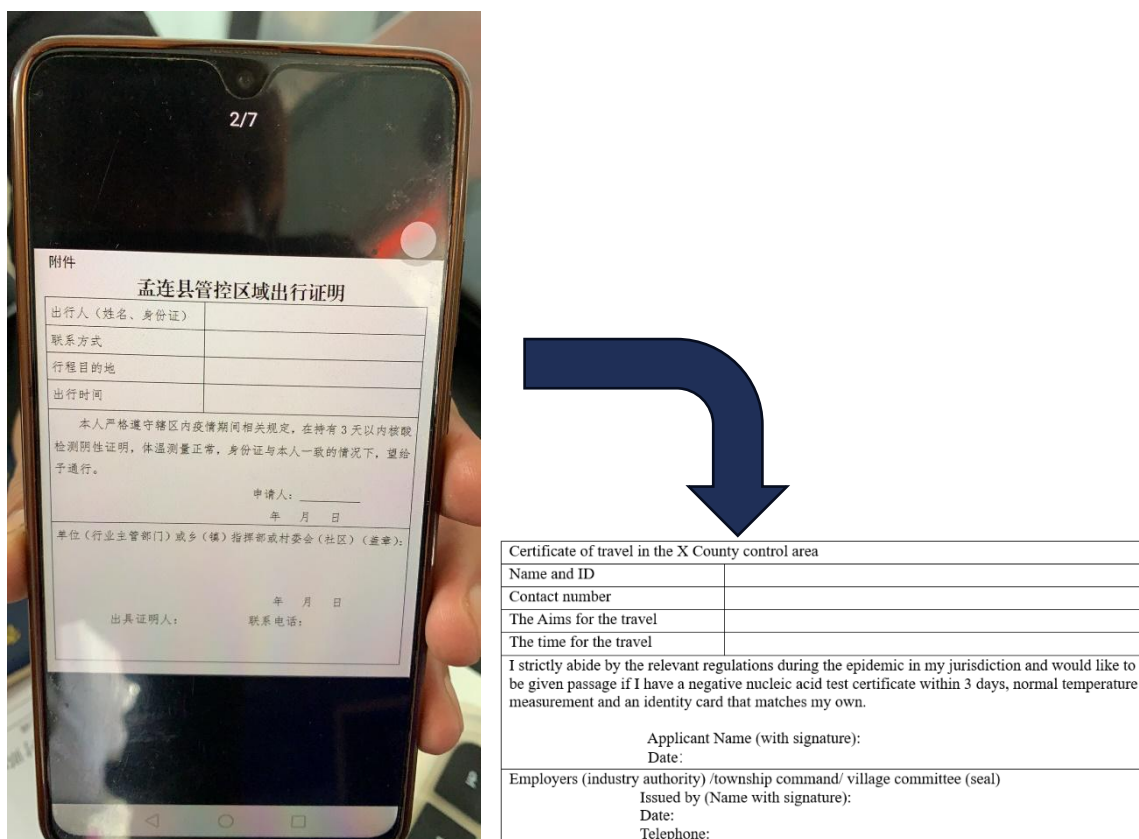 2/7
附件
孟连县管控区域出行证明
出行人（姓名、身份证）
联系方式
行程目的地
出行时间
本人严格遵守辖区内疫情期间相关规定，在持有3天以内核酸
检测阴性证明，体温测量正常，身份证与本人一致的情况下，望给
予通行。
申请人：________
年 月 日
单位（行业主管部门）或乡（镇）指挥部或村委会（社区）（盖章）：
年 月 日
出具证明人： 联系电话：
Certificate of travel in the X County control area
Name and ID
Contact number
The Aims for the travel
The time for the travel
I strictly abide by the relevant regulations during the epidemic in my jurisdiction and would like to
be given passage if I have a negative nucleic acid test certificate within 3 days, normal temperature
measurement and an identity card that matches my own.
Applicant Name (with signature):
Date:
Employers (industry authority) /township command/ village committee (seal)
Issued by (Name with signature):
Date:
Telephone: